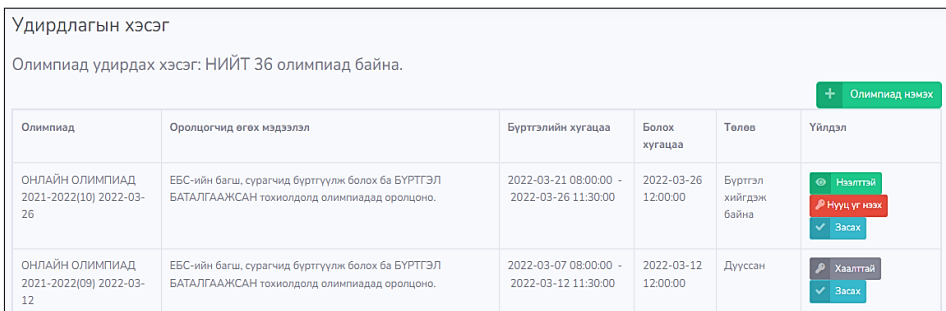 Удирдлагын хэсэг
Олимпиад удирдах хэсэг: НИЙТ 36 олимпиад байна.
+ Олимпиад нэмэх
Олимпиад Оролцогчид өгөх мэдээлэл Бүртгэлийн хугацаа Болох Төлөв Үйлдэл
хугацаа
ОНЛАЙН ОЛИМПИАД ЕБС-ийн багш, сурагчид бүртгүүлж болох ба БҮРТГЭЛ 2022-03-21 08:00:00 - 2022-03-26 Бүртгэл Нээлттэй
2021-2022(10) 2022-03- БАТАЛГААЖСАН тохиолдолд олимпиадад оролцоно. 2022-03-26 11:30:00 12:00:00 хийгдэж Нууц үг нээх
26 байна Засах
ОНЛАЙН ОЛИМПИАД ЕБС-ийн багш, сурагчид бүртгүүлж болох ба БҮРТГЭЛ 2022-03-07 08:00:00 - 2022-03-12 Дууссан Хаалттай
2021-2022(09) 2022-03- БАТАЛГААЖСАН тохиолдолд олимпиадад оролцоно. 2022-03-12 11:30:00 12:00:00 Засах
12